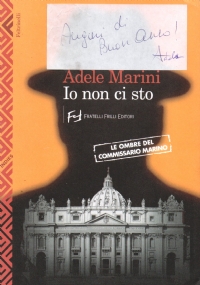 Auguri di
Buon Anno!
Adele
Adele Marini
Io non ci sto
FRATELLI FRILLI EDITORI
LE OMBRE DEL
COMMISSARIO MARINO
Feltrinelli